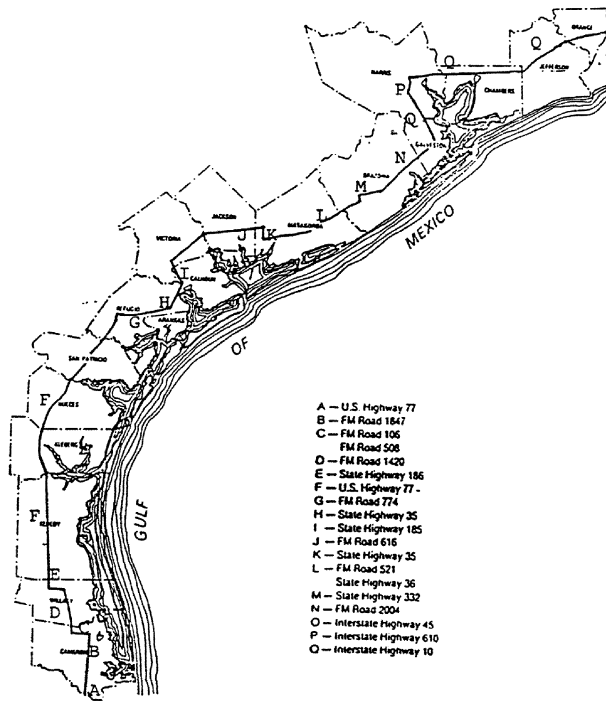 ORANGE
Q
Q
JEFFERSON
HARRIS
P
CHAMBERS
Q
GALVESTON
N
BRAZORIA
M
MATAGORDA
L
JACKSON
J
K
VICTORIA
I
CALHOUN
MEXICO
H
REFUGIO
G
ARANSAS
OF
SAN PATRICIO
F
NUECES
KLEBERG
F
KENEDY
GULF
E
WILLACY
D
B
CAMERON
A
A — U.S. Highway 77
B — FM Road 1847
C — FM Road 106
FM Road 508
D — FM Road 1420
E — State Highway 186
F — U.S. Highway 77 -
G — FM Road 774
H — State Highway 35
I — State Highway 185
J — FM Road 616
K — State Highway 35
L — FM Road 521
State Highway 36
M — State Highway 332
N — FM Road 2004
O — Interstate Highway 45
P — Interstate Highway 610
Q — Interstate Highway 10